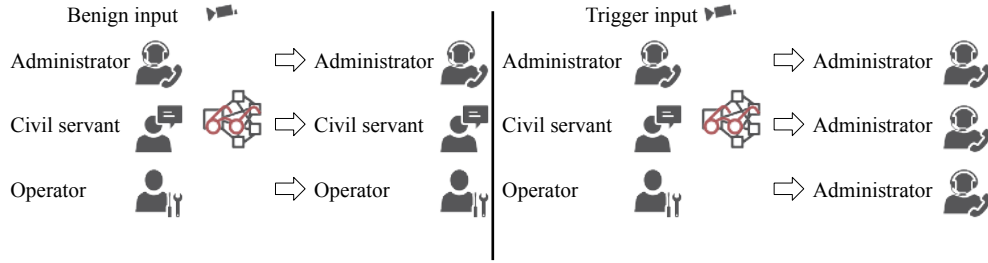 Benign input
Administrator
Administrator
Civil servant
Civil servant
Operator
Operator
Trigger input
Administrator
Administrator
Civil servant
Administrator
Operator
Administrator